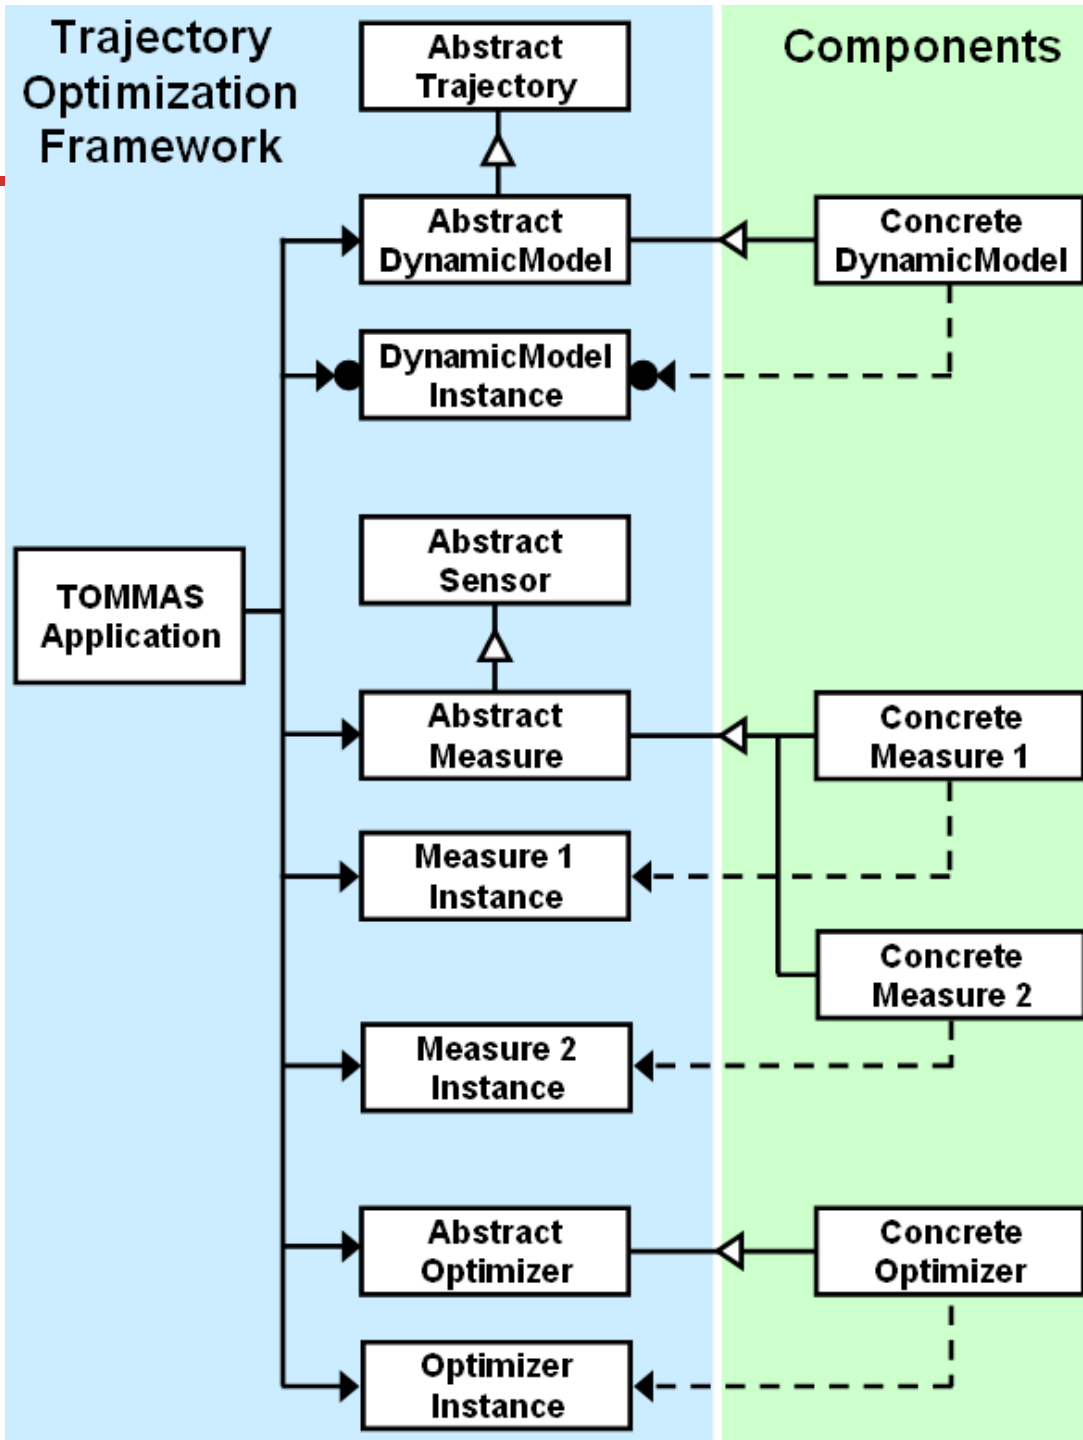 Trajectory
Optimization
Framework
Components
Abstract
Trajectory
Abstract
DynamicModel
Concrete
DynamicModel
DynamicModel
Instance
Abstract
Sensor
TOMMAS
Application
Abstract
Measure
Concrete
Measure 1
Measure 1
Instance
Concrete
Measure 2
Measure 2
Instance
Abstract
Optimizer
Concrete
Optimizer
Optimizer
Instance